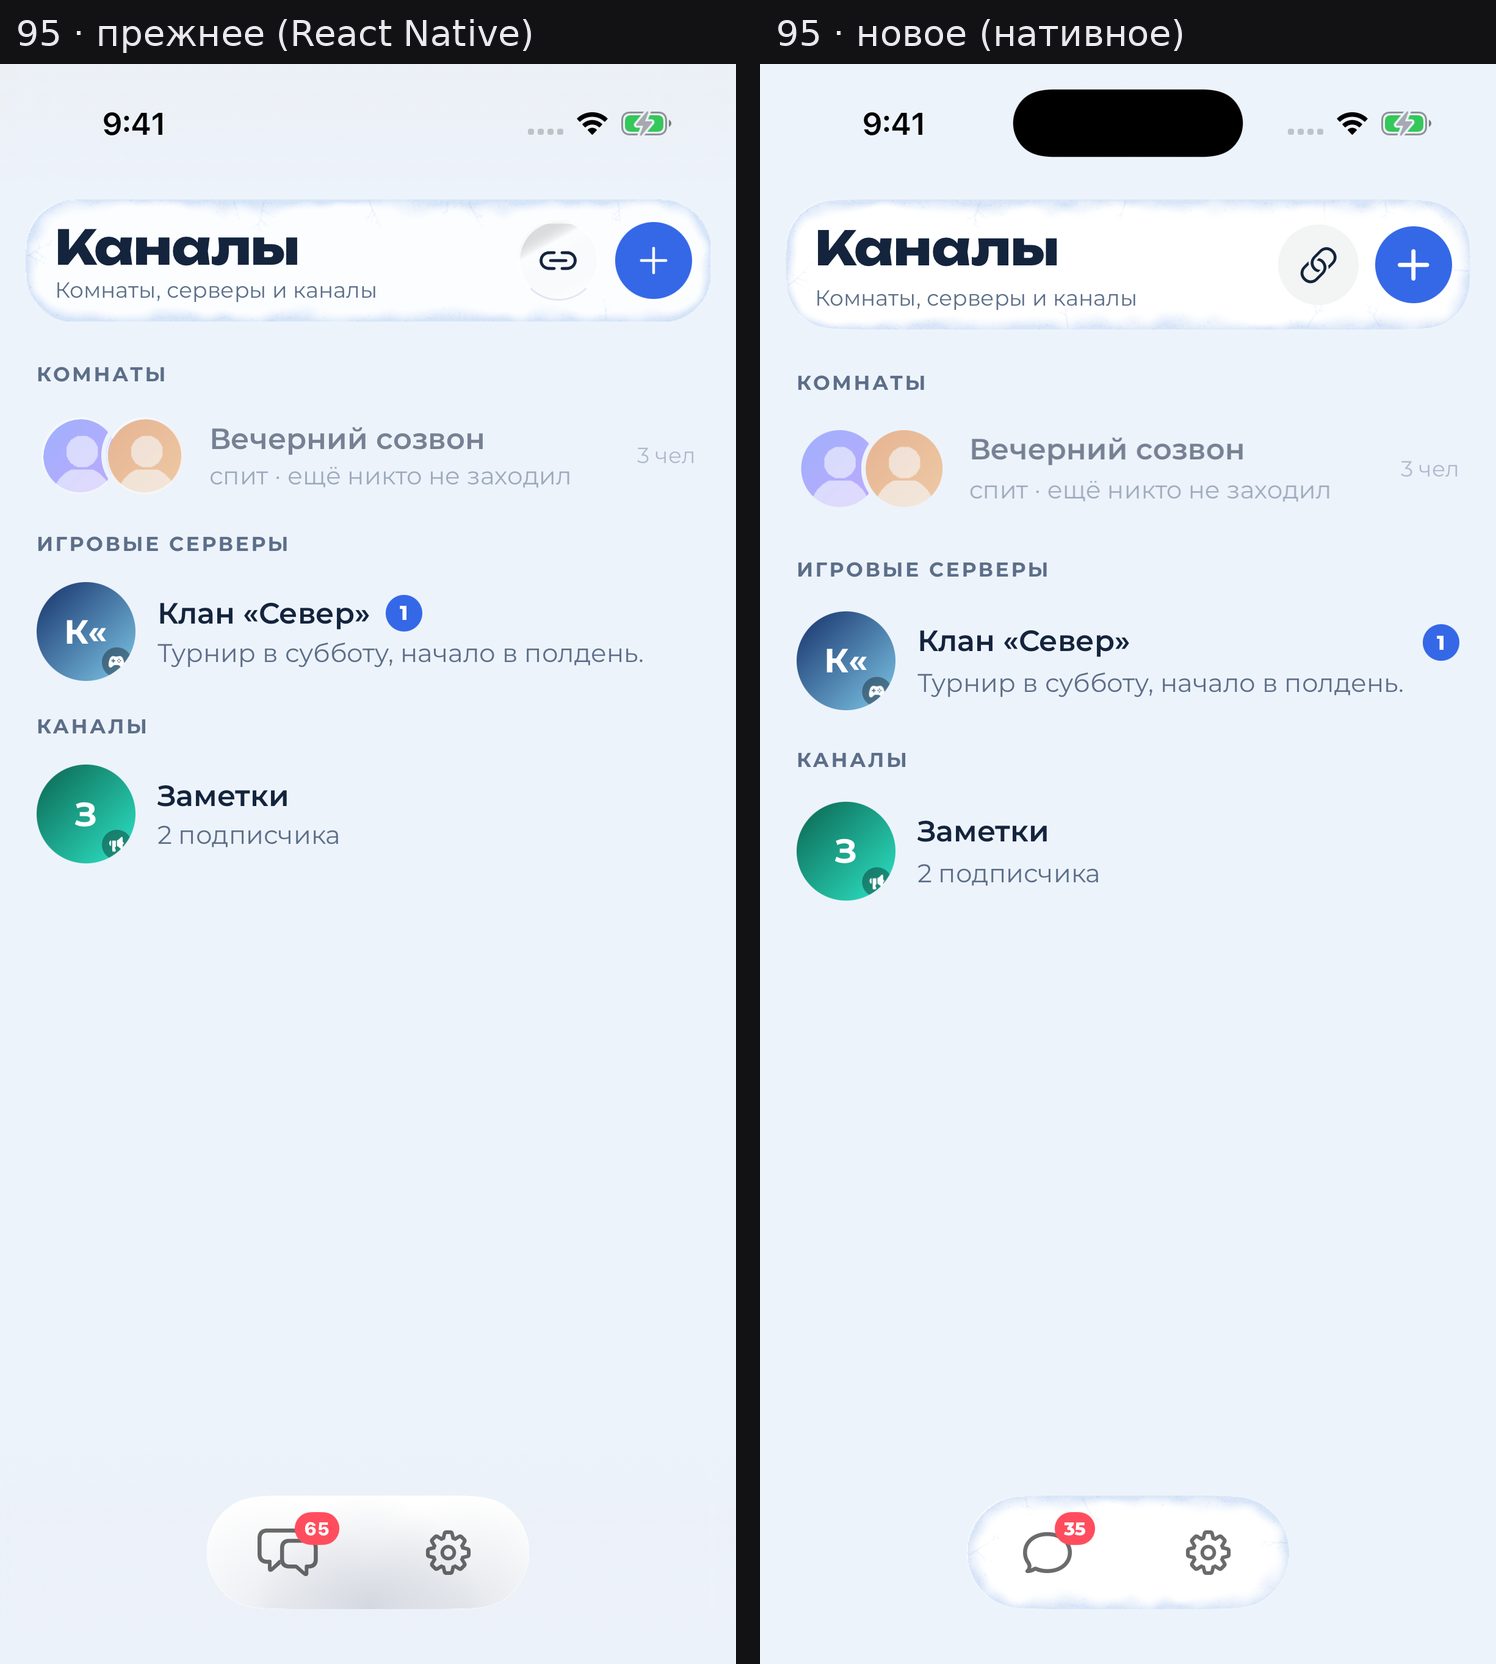 95 · прежнее (React Native)
9:41
Каналы
Комнаты, серверы и каналы
КОМНАТЫ
Вечерний созвон
спит · ещё никто не заходил
3 чел
ИГРОВЫЕ СЕРВЕРЫ
К«
Клан «Север» 1
Турнир в субботу, начало в полдень.
КАНАЛЫ
З
Заметки
2 подписчика
65
95 · новое (нативное)
9:41
Каналы
Комнаты, серверы и каналы
КОМНАТЫ
Вечерний созвон
спит · ещё никто не заходил
3 чел
ИГРОВЫЕ СЕРВЕРЫ
К«
Клан «Север» 1
Турнир в субботу, начало в полдень.
КАНАЛЫ
З
Заметки
2 подписчика
35